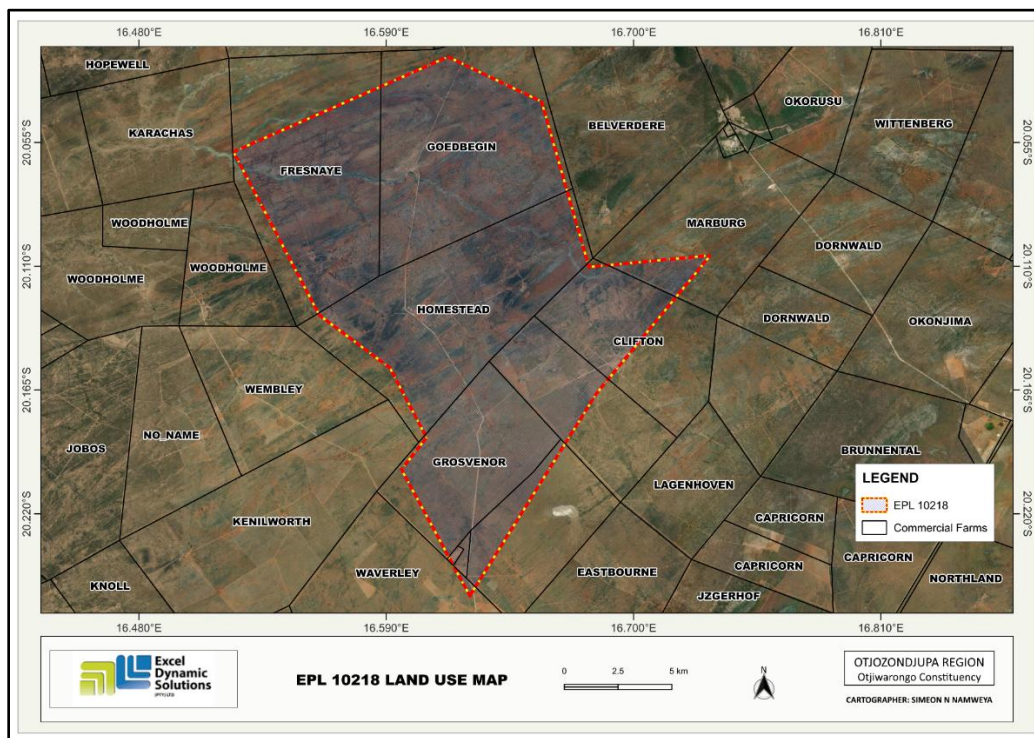 16.480°E 16.590°E 16.700°E 16.810°E
HOPEWELL
OKORUSU
KARACHAS
BELVERDERE
WITTENBERG
20.055°S
20.055°S
GOEDBEGIN
FRESNAYE
WOODHOLME
MARBURG
DORNWALD
WOODHOLME
WOODHOLME
20.110°S
20.110°S
HOMESTEAD
DORNWALD
OKONJIMA
CLIFTON
WEMBLEY
20.165°S
20.165°S
JOBOS
NO_NAME
BRUNNENTAL
GROSVENOR
LEGEND
EPL 10218
Commercial Farms
LAGENHOVEN
20.220°S
20.220°S
KENILWORTH
CAPRICORN
CAPRICORN
CAPRICORN
WAVERLEY
EASTBOURNE
NORTHLAND
KNOLL
JZGERHOF
16.480°E 16.590°E 16.700°E 16.810°E
Excel
Dynamic
Solutions
(PTY) LTD
EPL 10218 LAND USE MAP
0 2.5 5 km
N
OTJOZONDJUPA REGION
Otjiwarongo Constituency
CARTOGRAPHER: SIMEON N NAMWEYA